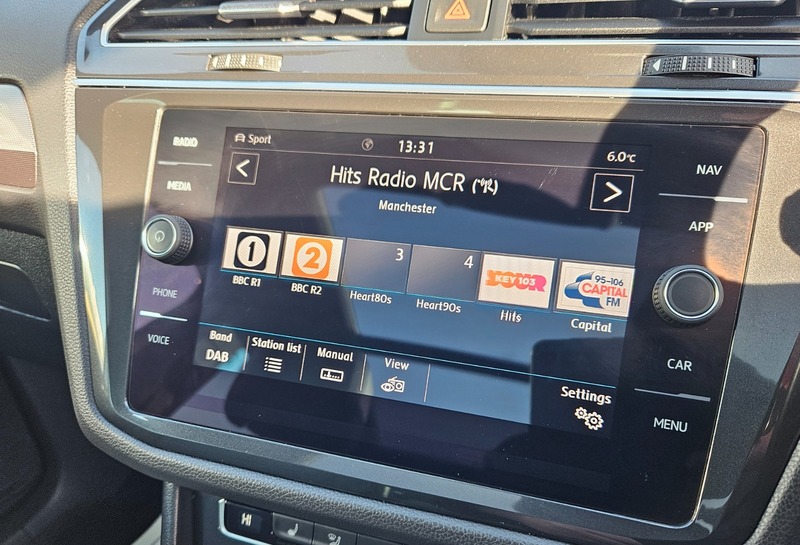 Sport 13:31 6.0°C
Hits Radio MCR
Manchester
RADIO
MEDIA
PHONE
VOICE
NAV
APP
CAR
MENU
1
BBC R1
2
BBC R2
3
Heart80s
4
Heart90s
YOUR
KEY 103
Hits
95-106
CAPITAL
FM
Capital
Band
DAB
Station list
Manual
View
Settings
HI